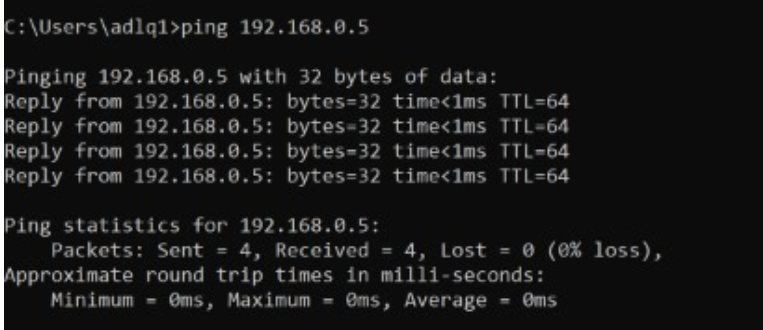 C:\Users\adlq1>ping 192.168.0.5
Pinging 192.168.0.5 with 32 bytes of data:
Reply from 192.168.0.5: bytes=32 time<1ms TTL=64
Reply from 192.168.0.5: bytes=32 time<1ms TTL=64
Reply from 192.168.0.5: bytes=32 time<1ms TTL=64
Reply from 192.168.0.5: bytes=32 time<1ms TTL=64
Ping statistics for 192.168.0.5:
    Packets: Sent = 4, Received = 4, Lost = 0 (0% loss),
Approximate round trip times in milli-seconds:
    Minimum = 0ms, Maximum = 0ms, Average = 0ms